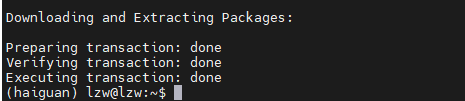 Downloading and Extracting Packages:
Preparing transaction: done
Verifying transaction: done
Executing transaction: done
(haiguan) lzw@lzw:~$